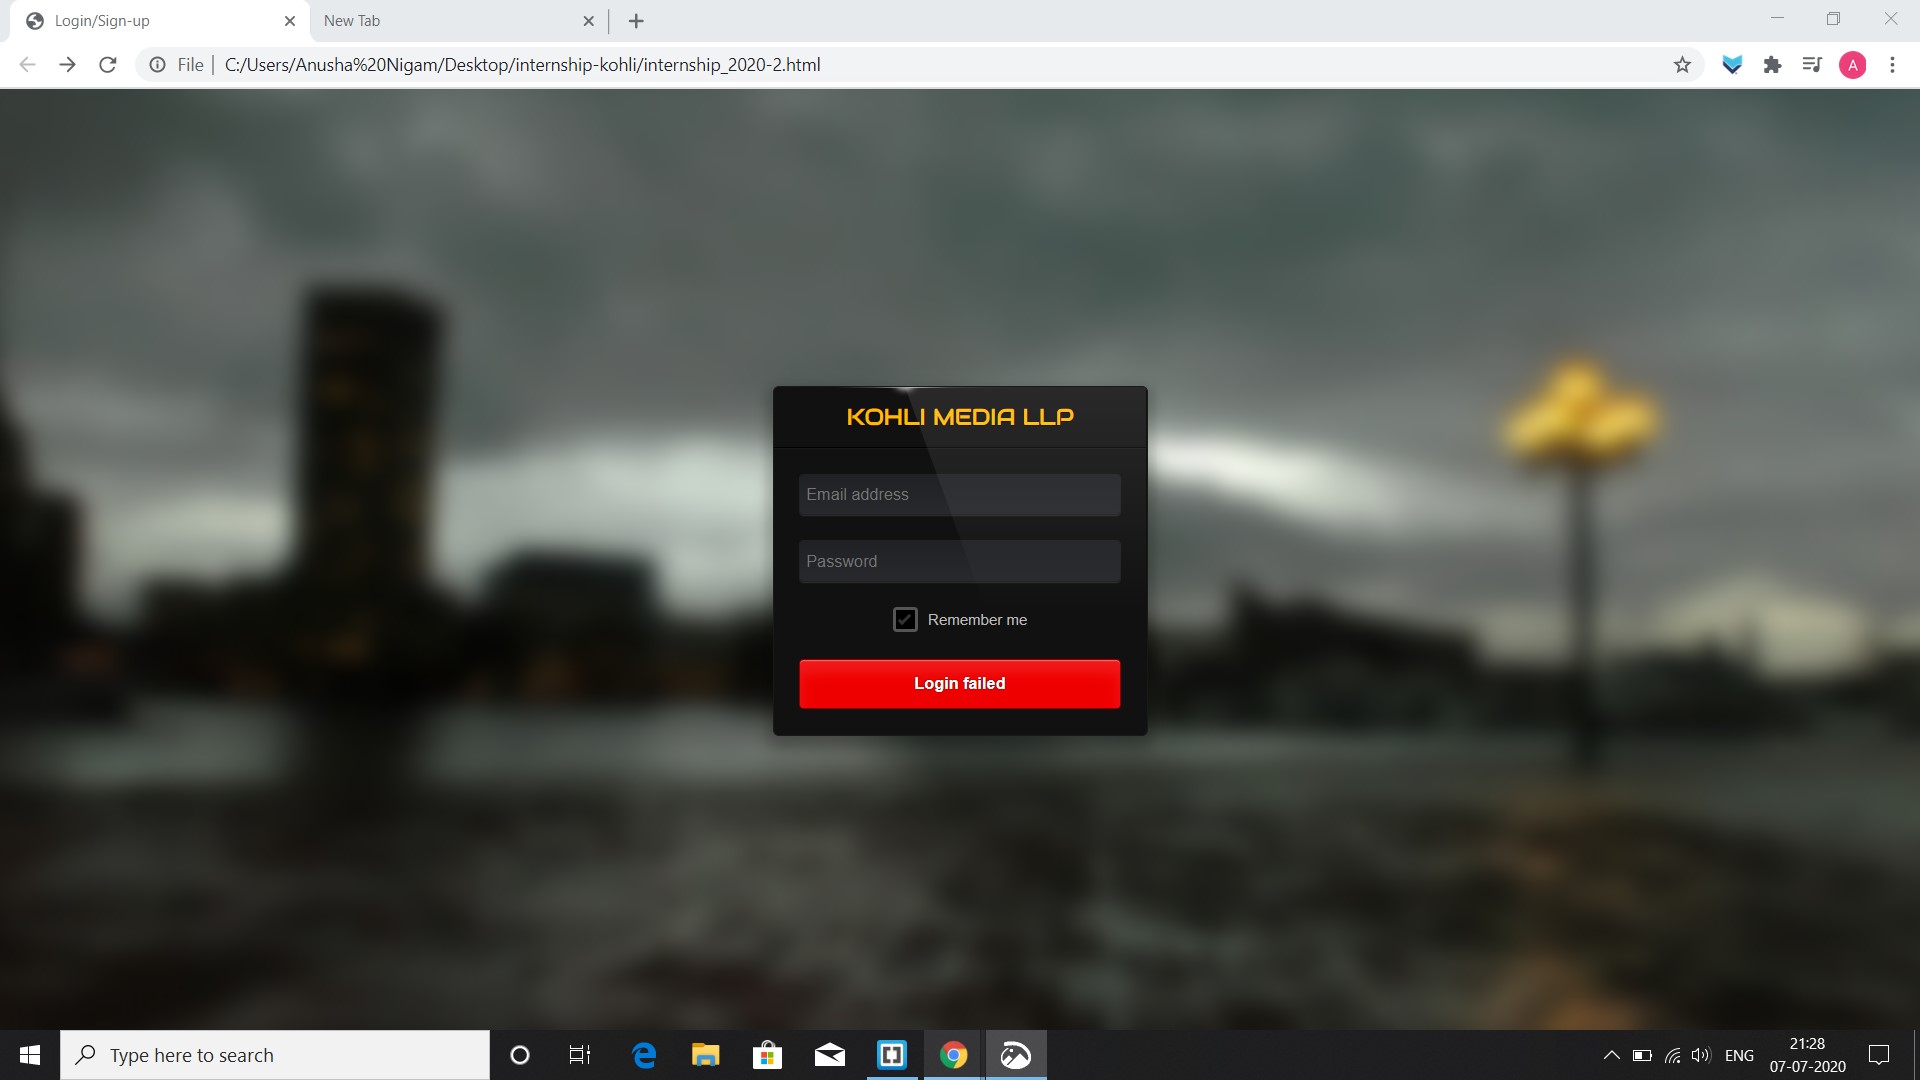 Login/Sign-up
New Tab
File
C:/Users/Anusha%20Nigam/Desktop/internship-kohli/internship_2020-2.html
A
KOHLI MEDIA LLP
Email address
Password
Remember me
Login failed
Type here to search
ENG
21:28
07-07-2020